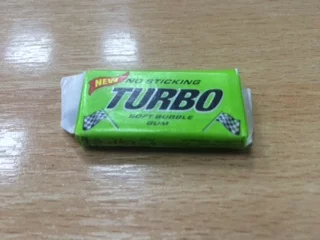 NEW
NO STICKING
TURBO
SOFT BUBBLE
GUM